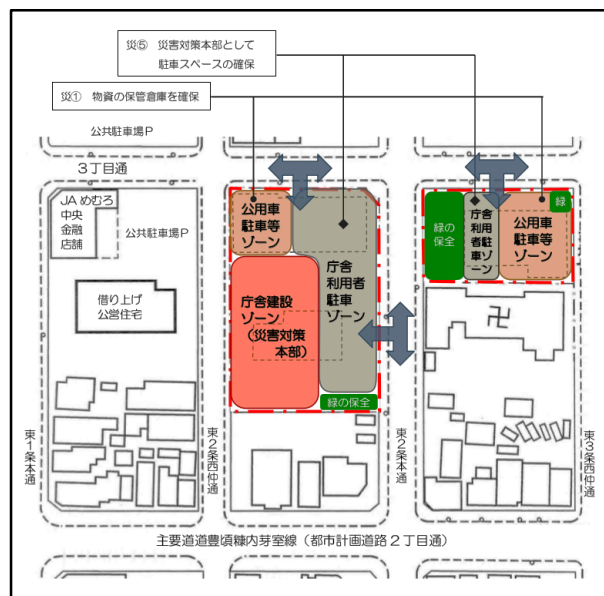 災⑤ 災害対策本部として
駐車スペースの確保
災① 物資の保管倉庫を確保
公共駐車場P
3丁目通
JA めむろ
中央
金融
店舗
公共駐車場P
借り上げ
公営住宅
公用車
駐車等
ゾーン
庁舎
利用者
駐車
ゾーン
庁舎建設
ゾーン
(災害対策
本部)
緑の保全
緑の
保全
庁舎
利用
者駐
車ゾ
ーン
公用車
駐車等
ゾーン
緑
卍
東1条本通
東2条西仲通
東2条本通
東3条西仲通
主要道道豊頃糠内芽室線(都市計画道路2丁目通)